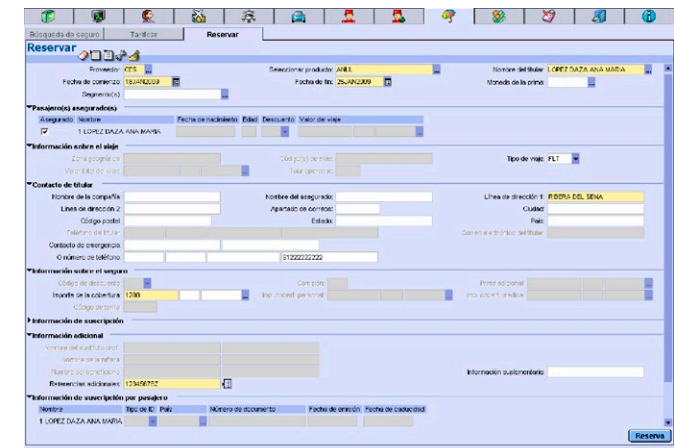 Búsqueda de seguro Tarificar Reservar
Reservar
Proveedor: CES Seleccionar producto: ANUL Nombre del titular: LOPEZ DAZA ANA MARIA
Fecha de comienzo: 18JAN2009 Fecha de fin: 25JAN2009 Moneda de la prima:
Segmento(s):
Pasajero(s) asegurado(s)
Asegurado Nombre Fecha de nacimiento Edad Descuento Valor del viaje
1 LOPEZ DAZA ANA MARIA
Información sobre el viaje
Zona geográfica: Tipo de viaje: FLT
Tour operador:
Contacto de titular
Nombre de la compañía: Nombre del asegurado: Línea de dirección 1: RIBERA DEL SENA
Línea de dirección 2: Apartado de correos: Ciudad:
Código postal: Estado: País:
Teléfono del titular: Correo electrónico del titular:
Contacto de emergencia:
O número de teléfono:
Información sobre el seguro
Código de descuento: Comisión: Prima adicional:
Importe de la cobertura: 1200
Código de tarifa:
Información de suscripción
Información adicional
Número del beneficiario:
Información suplementaria:
Referencias adicionales: 12345678Z
Información de suscripción por pasajero
Nombre Tipo de ID País Número de documento Fecha de emisión Fecha de caducidad
1 LOPEZ DAZA ANA MARIA
Reserva